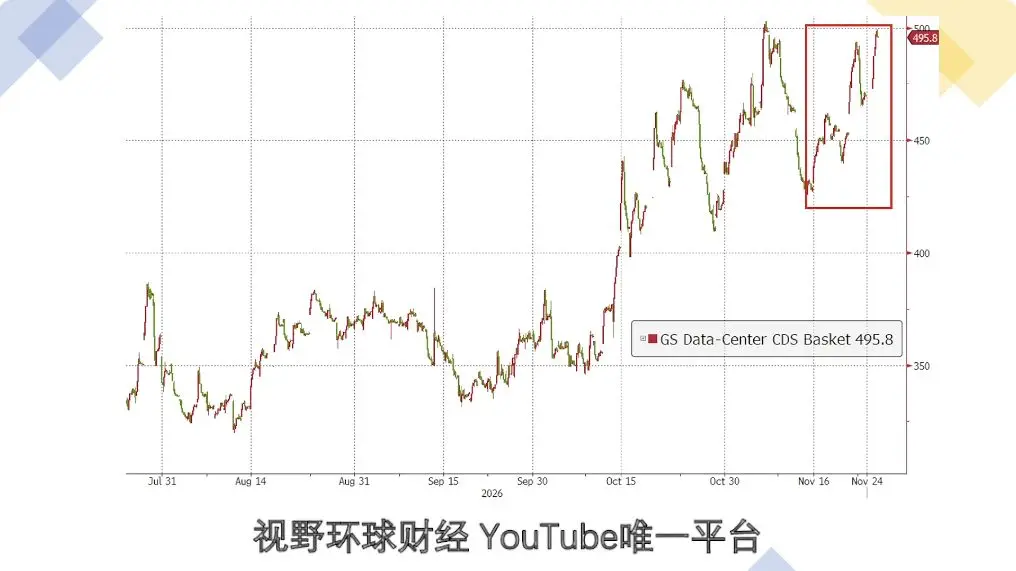 500
495.8
450
400
GS Data-Center CDS Basket 495.8
350
Jul 31 Aug 14 Aug 31 Sep 15 Sep 30 Oct 15 Oct 30 Nov 16 Nov 24
2026
视野环球财经 YouTube唯一平台